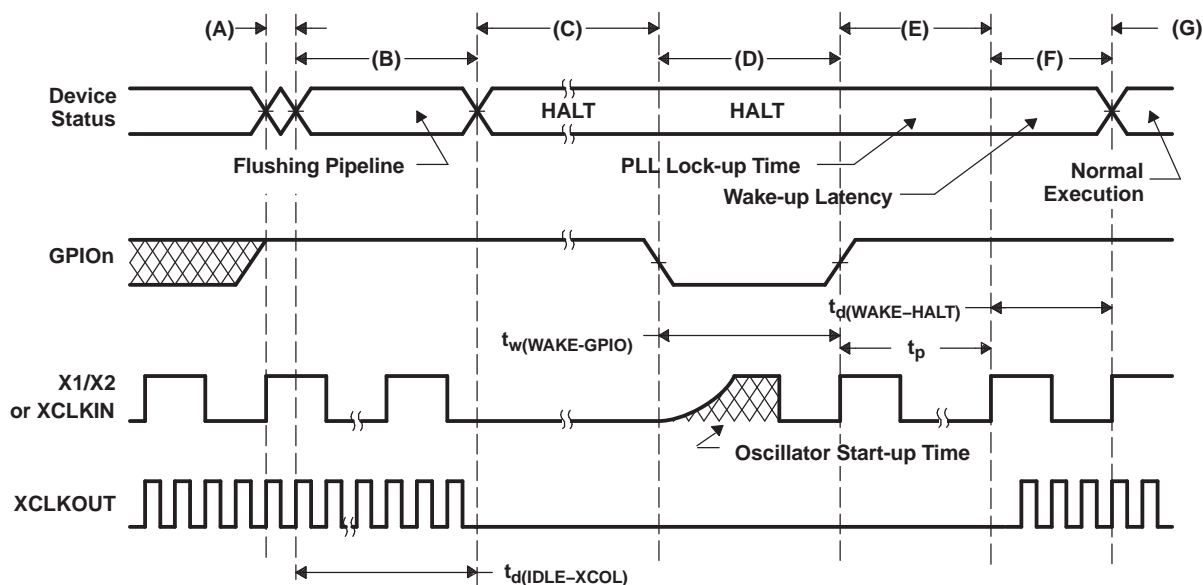 (A)
(C)
(E)
(G)
(B)
(D)
(F)
Device
Status
HALT
HALT
Flushing Pipeline
PLL Lock-up Time
Wake-up Latency
Normal
Execution
GPIOn
td(WAKE–HALT)
tw(WAKE-GPIO)
tp
X1/X2
or XCLKIN
Oscillator Start-up Time
XCLKOUT
td(IDLE–XCOL)